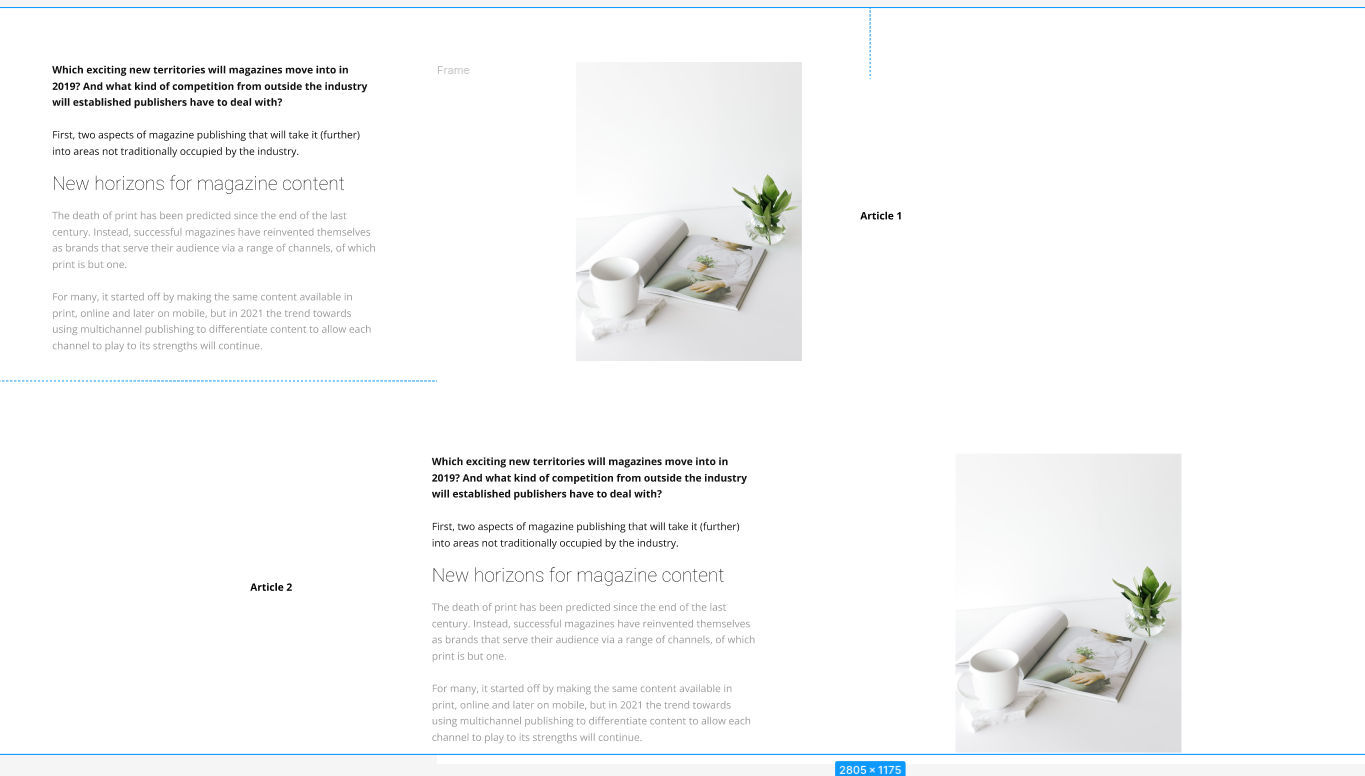 Which exciting new territories will magazines move into in
2019? And what kind of competition from outside the industry
will established publishers have to deal with?
First, two aspects of magazine publishing that will take it (further)
into areas not traditionally occupied by the industry.
New horizons for magazine content
The death of print has been predicted since the end of the last
century. Instead, successful magazines have reinvented themselves
as brands that serve their audience via a range of channels, of which
print is but one.
For many, it started off by making the same content available in
print, online and later on mobile, but in 2021 the trend towards
using multichannel publishing to differentiate content to allow each
channel to play to its strengths will continue.
Frame
Article 1
Article 2
Which exciting new territories will magazines move into in
2019? And what kind of competition from outside the industry
will established publishers have to deal with?
First, two aspects of magazine publishing that will take it (further)
into areas not traditionally occupied by the industry.
New horizons for magazine content
The death of print has been predicted since the end of the last
century. Instead, successful magazines have reinvented themselves
as brands that serve their audience via a range of channels, of which
print is but one.
For many, it started off by making the same content available in
print, online and later on mobile, but in 2021 the trend towards
using multichannel publishing to differentiate content to allow each
channel to play to its strengths will continue.
2805 × 1175